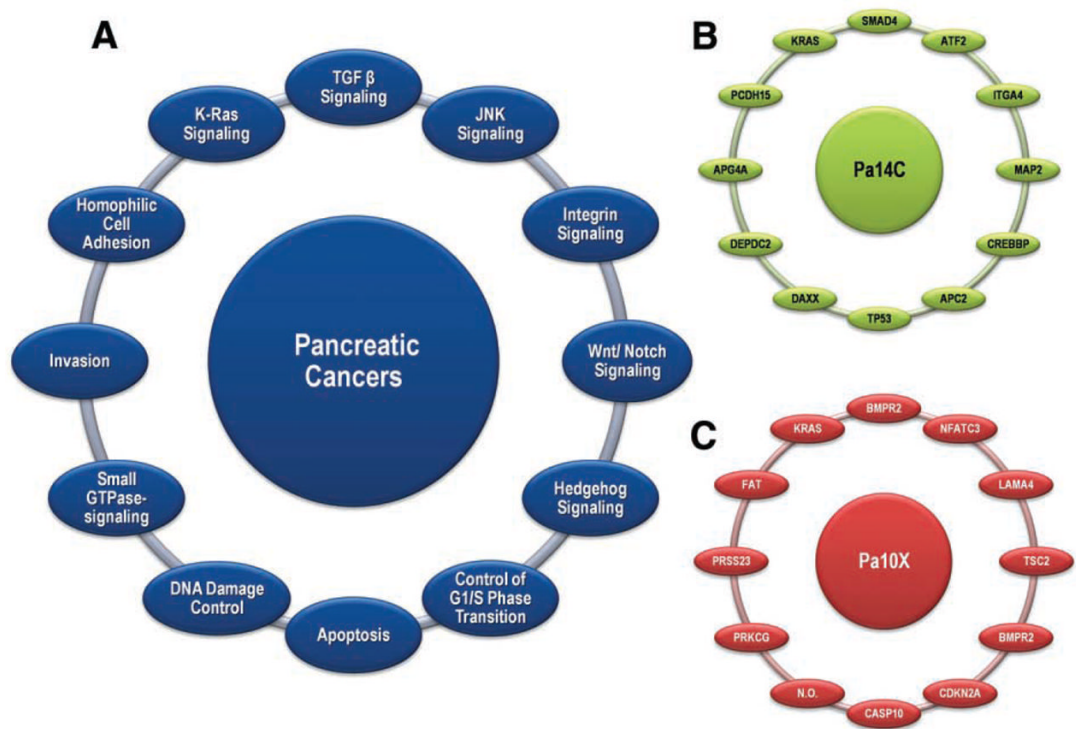 A
TGF β
Signaling
JNK
Signaling
Integrin
Signaling
Wnt/ Notch
Signaling
Hedgehog
Signaling
Control of
G1/S Phase
Transition
Apoptosis
DNA Damage
Control
Small
GTPase-
signaling
Invasion
Homophilic
Cell
Adhesion
K-Ras
Signaling
Pancreatic
Cancers
B
SMAD4
ATF2
ITGA4
MAP2
CREBBP
APC2
TP53
DAXX
DEPDC2
APG4A
PCDH15
KRAS
Pa14C
C
BMPR2
NFATC3
LAMA4
TSC2
BMPR2
CDKN2A
CASP10
N.O.
PRKCG
PRSS23
FAT
KRAS
Pa10X